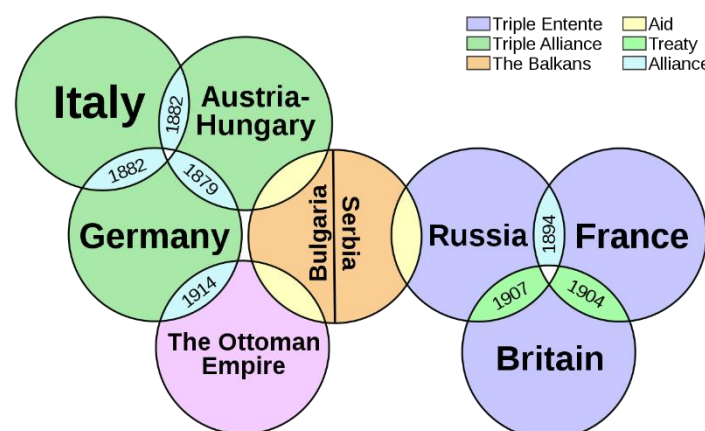 Triple Entente
Triple Alliance
The Balkans
Aid
Treaty
Alliance
Italy
1882
Austria-
Hungary
1882
1879
Germany
Bulgaria
Serbia
Russia
1894
France
1914
1907
1904
The Ottoman
Empire
Britain